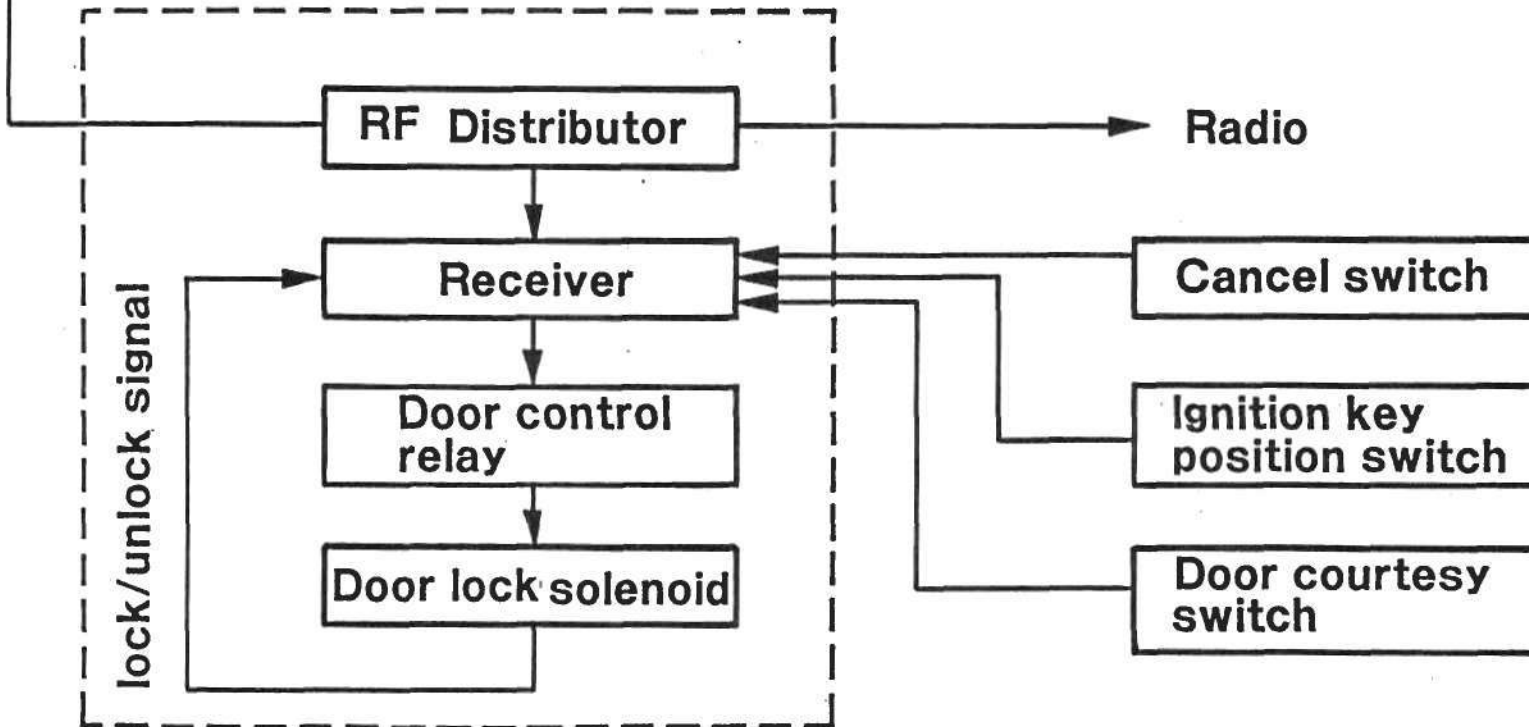 RF Distributor
Radio
Receiver
Cancel switch
lock/unlock signal
Door control
relay
Ignition key
position switch
Door lock solenoid
Door courtesy
switch